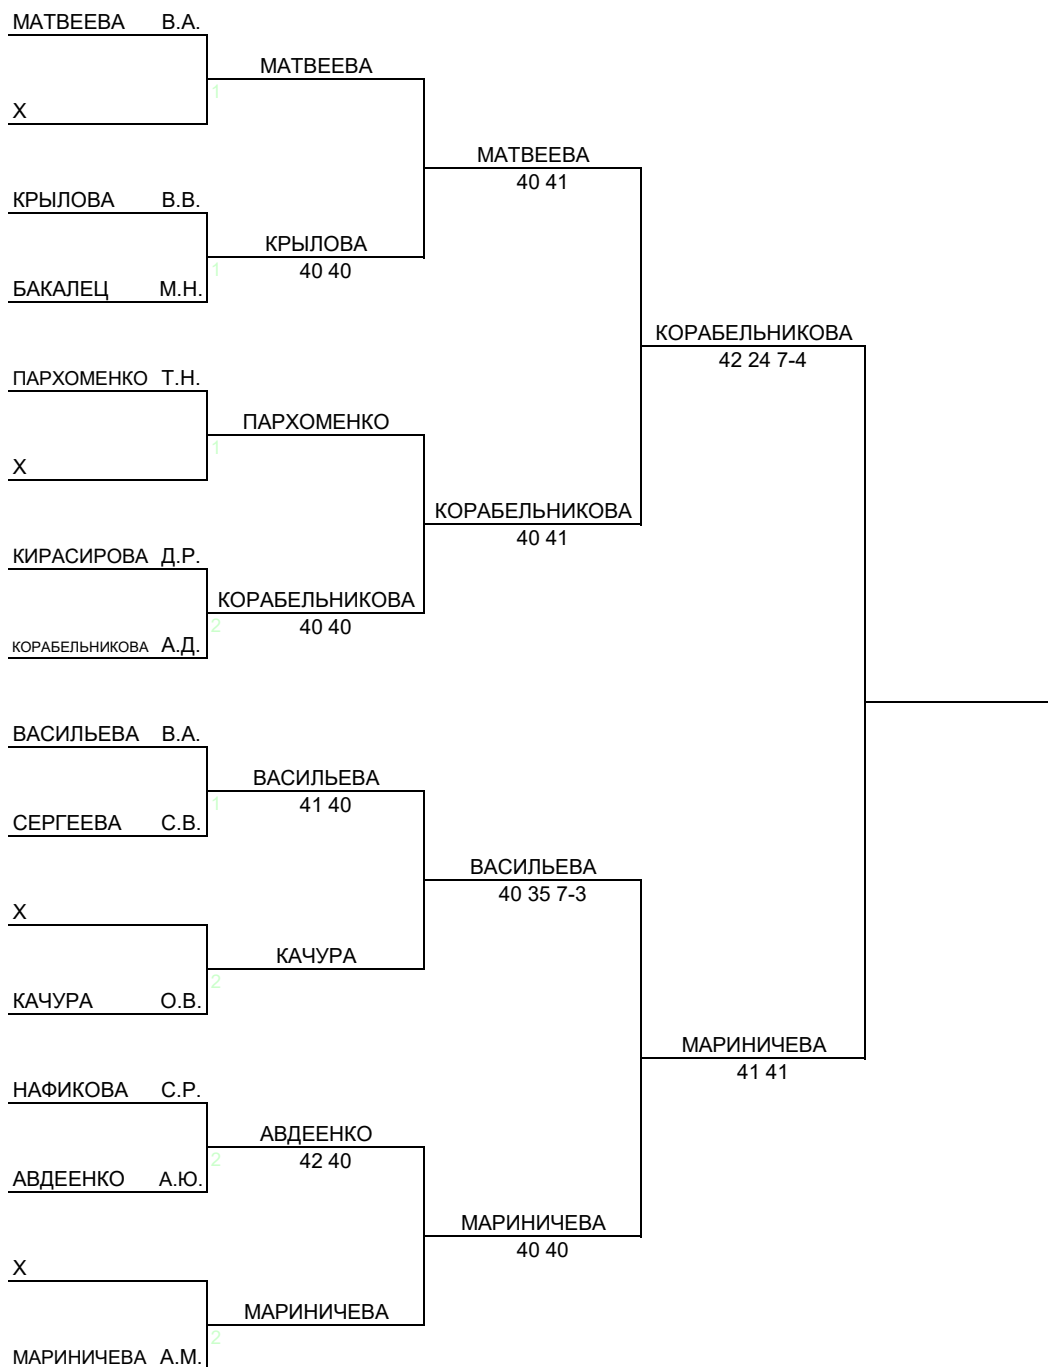 МАТВЕЕВА В.А.
МАТВЕЕВА
1
Х
МАТВЕЕВА
40 41
КРЫЛОВА В.В.
КРЫЛОВА
1
40 40
БАКАЛЕЦ М.Н.
КОРАБЕЛЬНИКОВА
42 24 7-4
ПАРХОМЕНКО Т.Н.
ПАРХОМЕНКО
1
Х
КОРАБЕЛЬНИКОВА
40 41
КИРАСИРОВА Д.Р.
КОРАБЕЛЬНИКОВА
2
40 40
КОРАБЕЛЬНИКОВА А.Д.
ВАСИЛЬЕВА В.А.
ВАСИЛЬЕВА
1
41 40
СЕРГЕЕВА С.В.
ВАСИЛЬЕВА
40 35 7-3
Х
КАЧУРА
2
КАЧУРА О.В.
МАРИНИЧЕВА
41 41
НАФИКОВА С.Р.
АВДЕЕНКО
2
42 40
АВДЕЕНКО А.Ю.
МАРИНИЧЕВА
40 40
Х
МАРИНИЧЕВА
2
МАРИНИЧЕВА А.М.